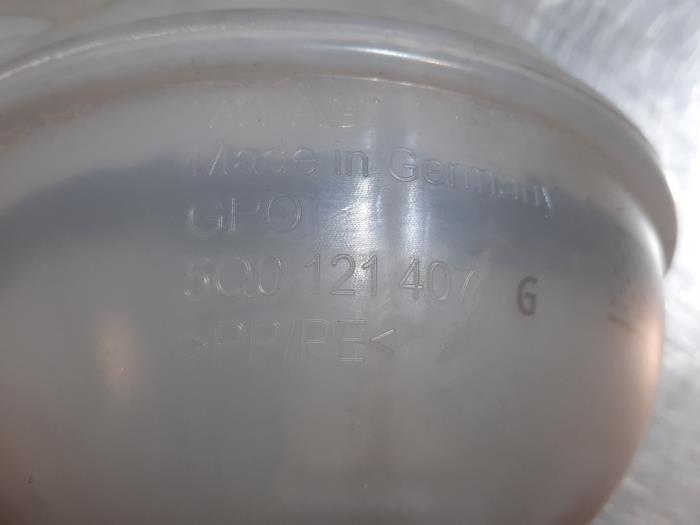 Made in Germany
GPO
5Q0 121 407 G
>PP/PE<